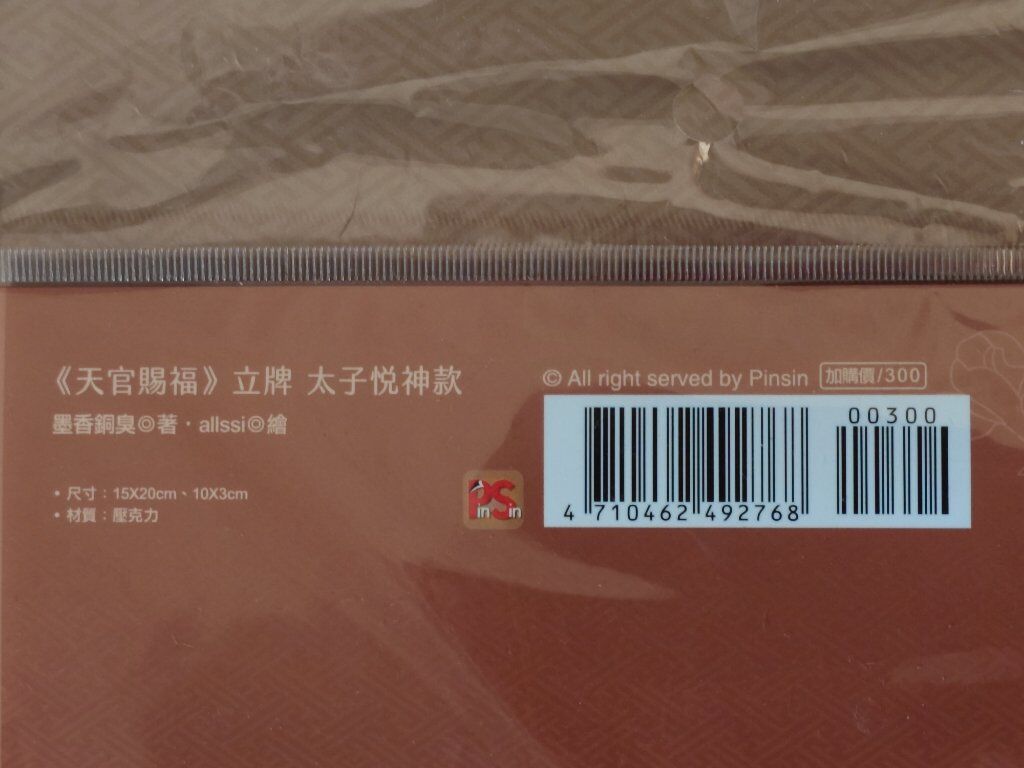 《天官賜福》立牌 太子悅神款
墨香銅臭◎著・allssi◎繪
• 尺寸：15X20cm、10X3cm
• 材質：壓克力
PinSin
© All right served by Pinsin 加購價/300
00300
4 710462 492768